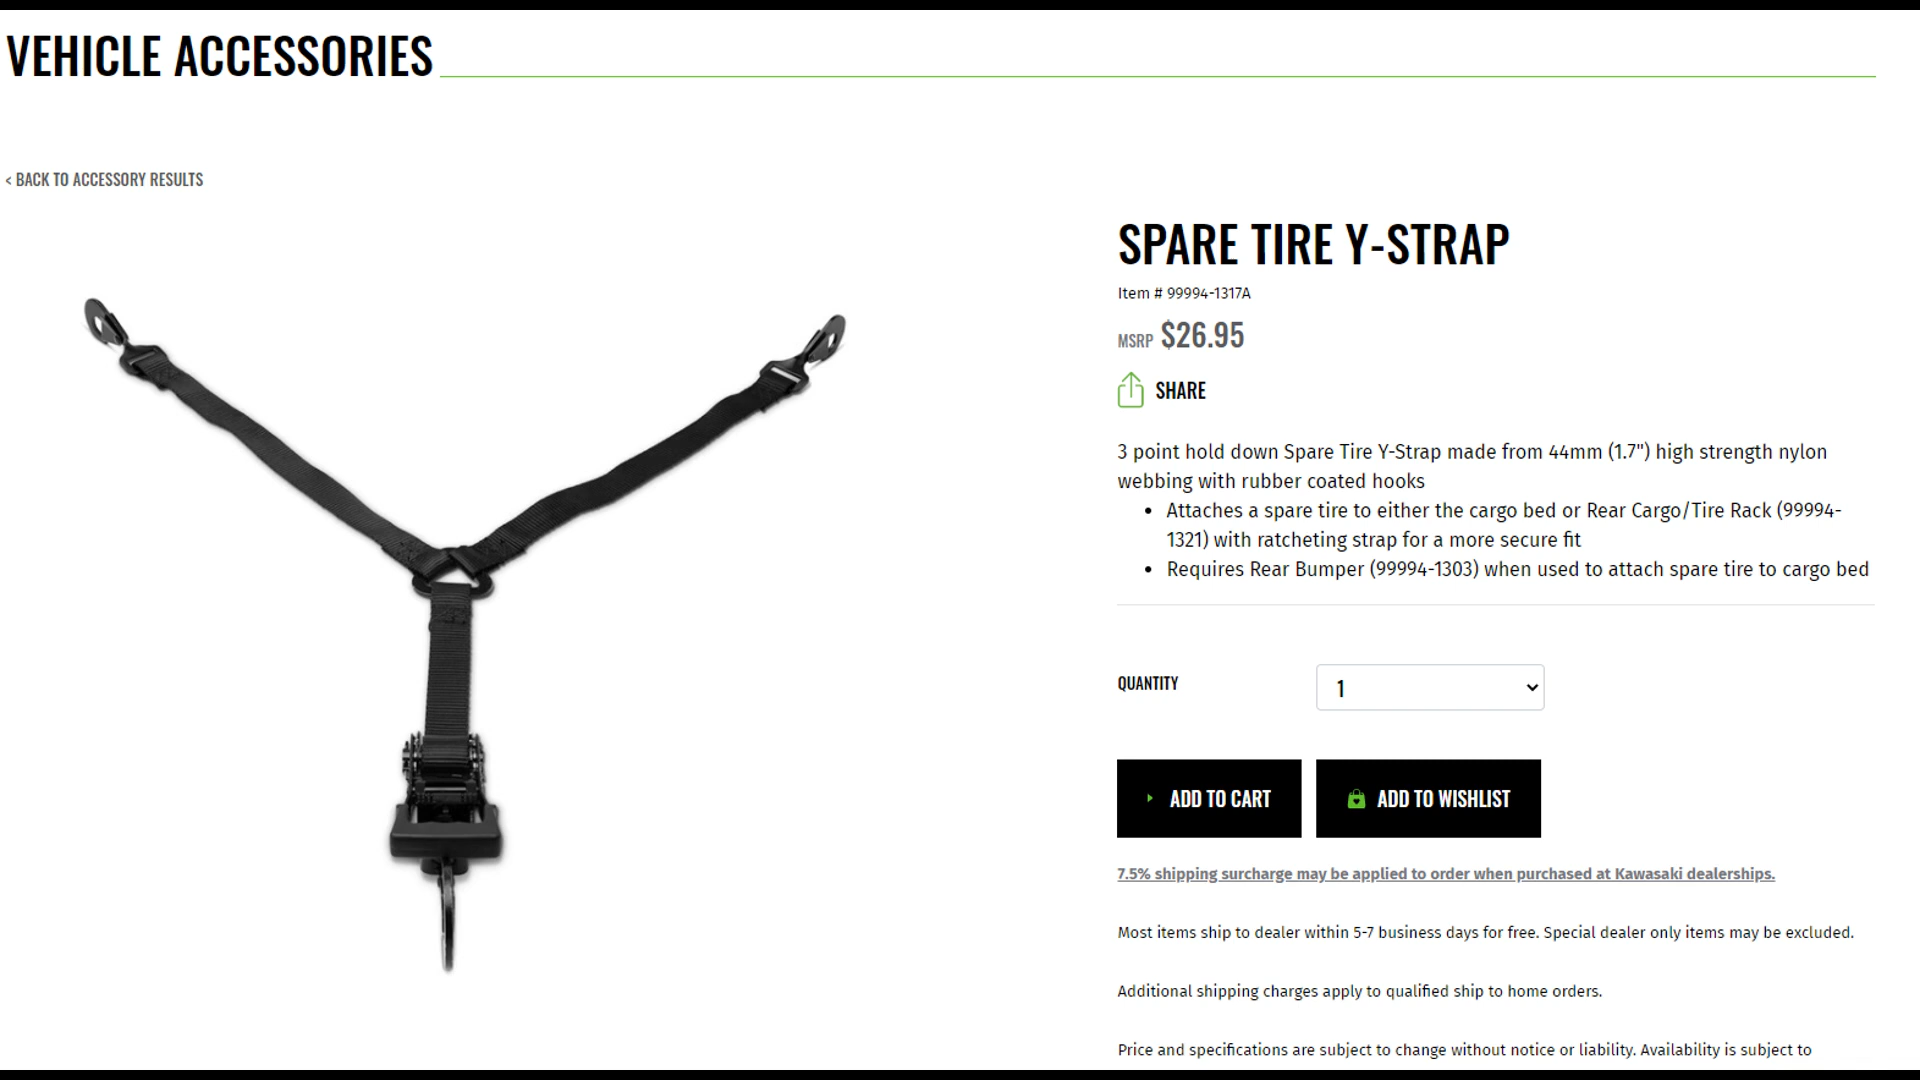 VEHICLE ACCESSORIES
< BACK TO ACCESSORY RESULTS
SPARE TIRE Y-STRAP
Item # 99994-1317A
MSRP $26.95
SHARE
3 point hold down Spare Tire Y-Strap made from 44mm (1.7") high strength nylon
webbing with rubber coated hooks
• Attaches a spare tire to either the cargo bed or Rear Cargo/Tire Rack (99994-
1321) with ratcheting strap for a more secure fit
• Requires Rear Bumper (99994-1303) when used to attach spare tire to cargo bed
QUANTITY 1
ADD TO CART ADD TO WISHLIST
7.5% shipping surcharge may be applied to order when purchased at Kawasaki dealerships.
Most items ship to dealer within 5-7 business days for free. Special dealer only items may be excluded.
Additional shipping charges apply to qualified ship to home orders.
Price and specifications are subject to change without notice or liability. Availability is subject to